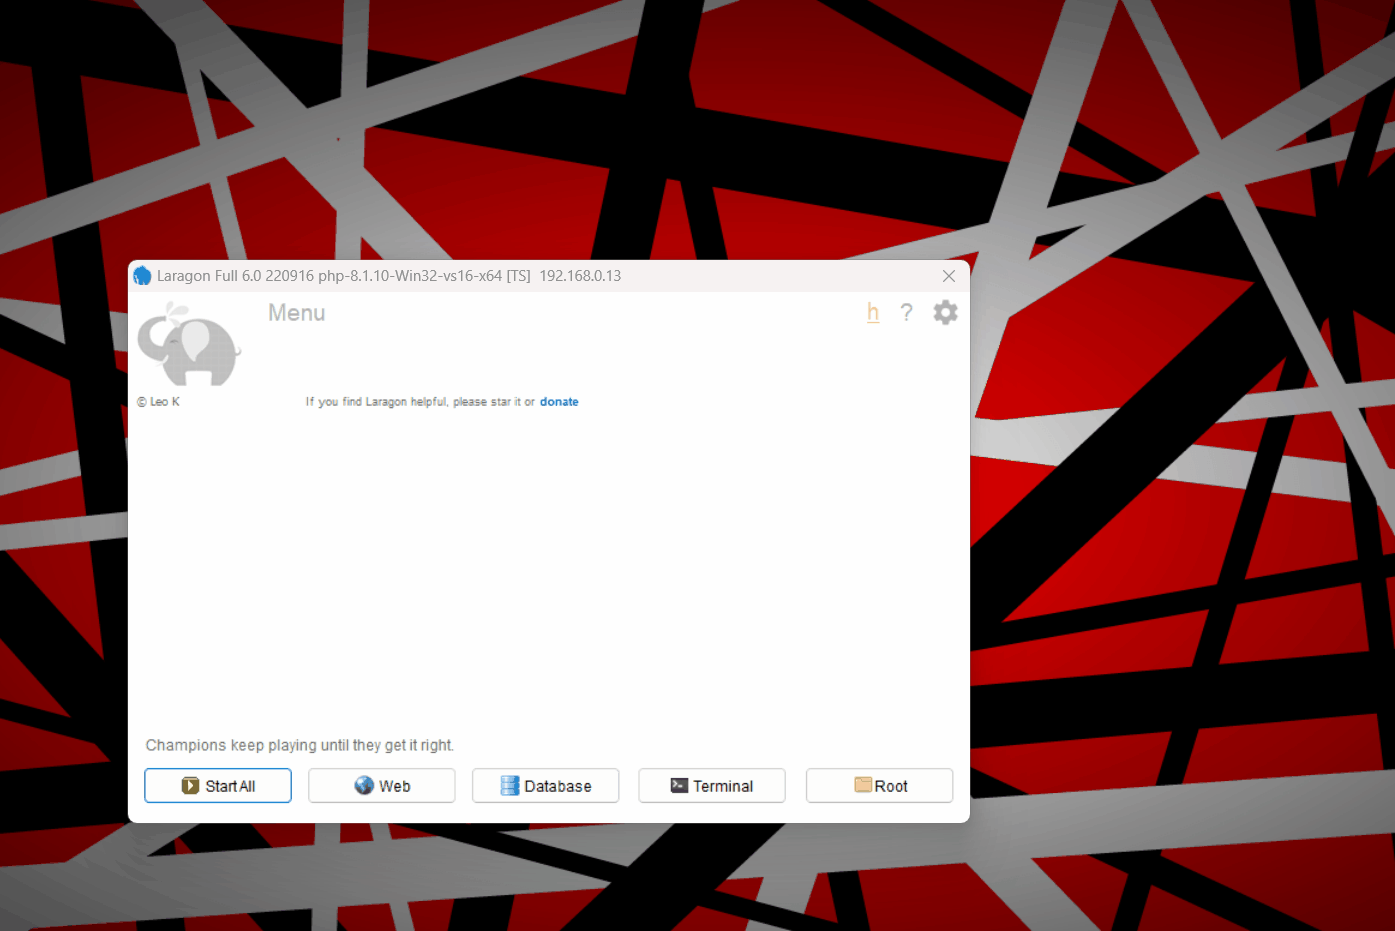 Laragon Full 6.0 220916 php-8.1.10-Win32-vs16-x64 [TS] 192.168.0.13
Menu
h ?
© Leo K
If you find Laragon helpful, please star it or donate
Champions keep playing until they get it right.
Start All
Web
Database
Terminal
Root